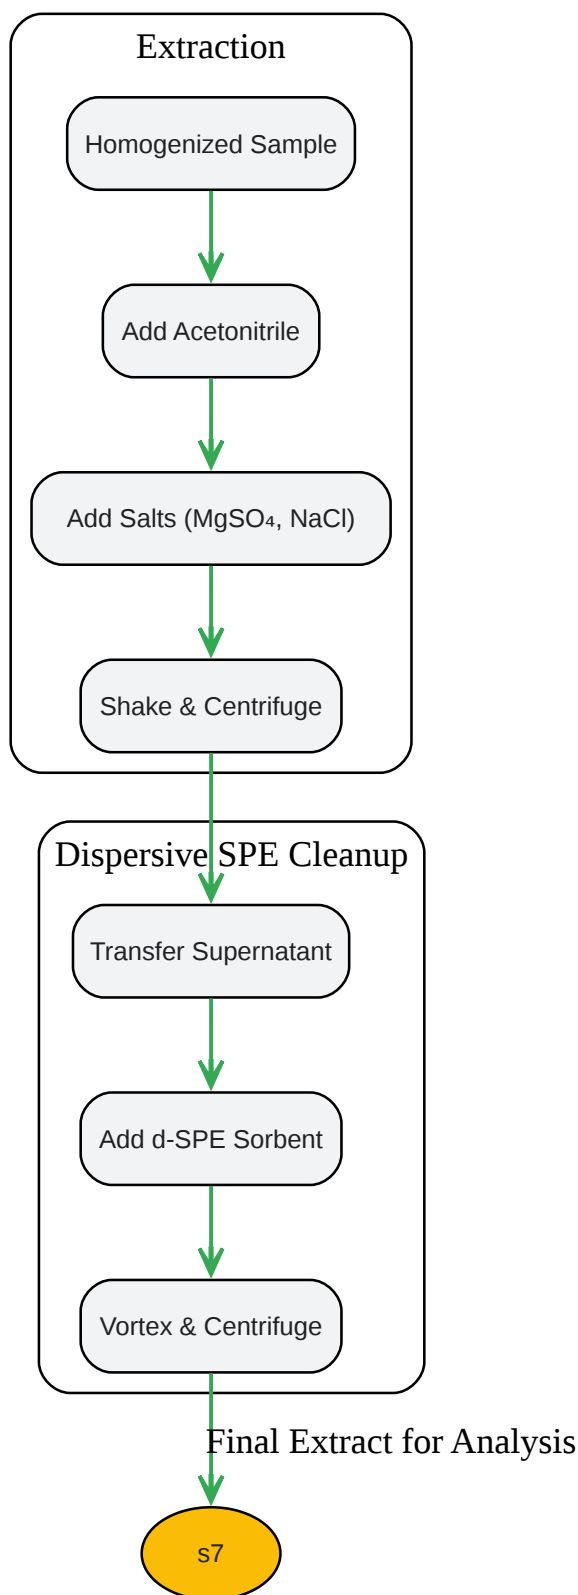 Extraction
Homogenized Sample
Add Acetonitrile
Add Salts (MgSO₄, NaCl)
Shake & Centrifuge
Dispersive SPE Cleanup
Transfer Supernatant
Add d-SPE Sorbent
Vortex & Centrifuge
Final Extract for Analysis
s7